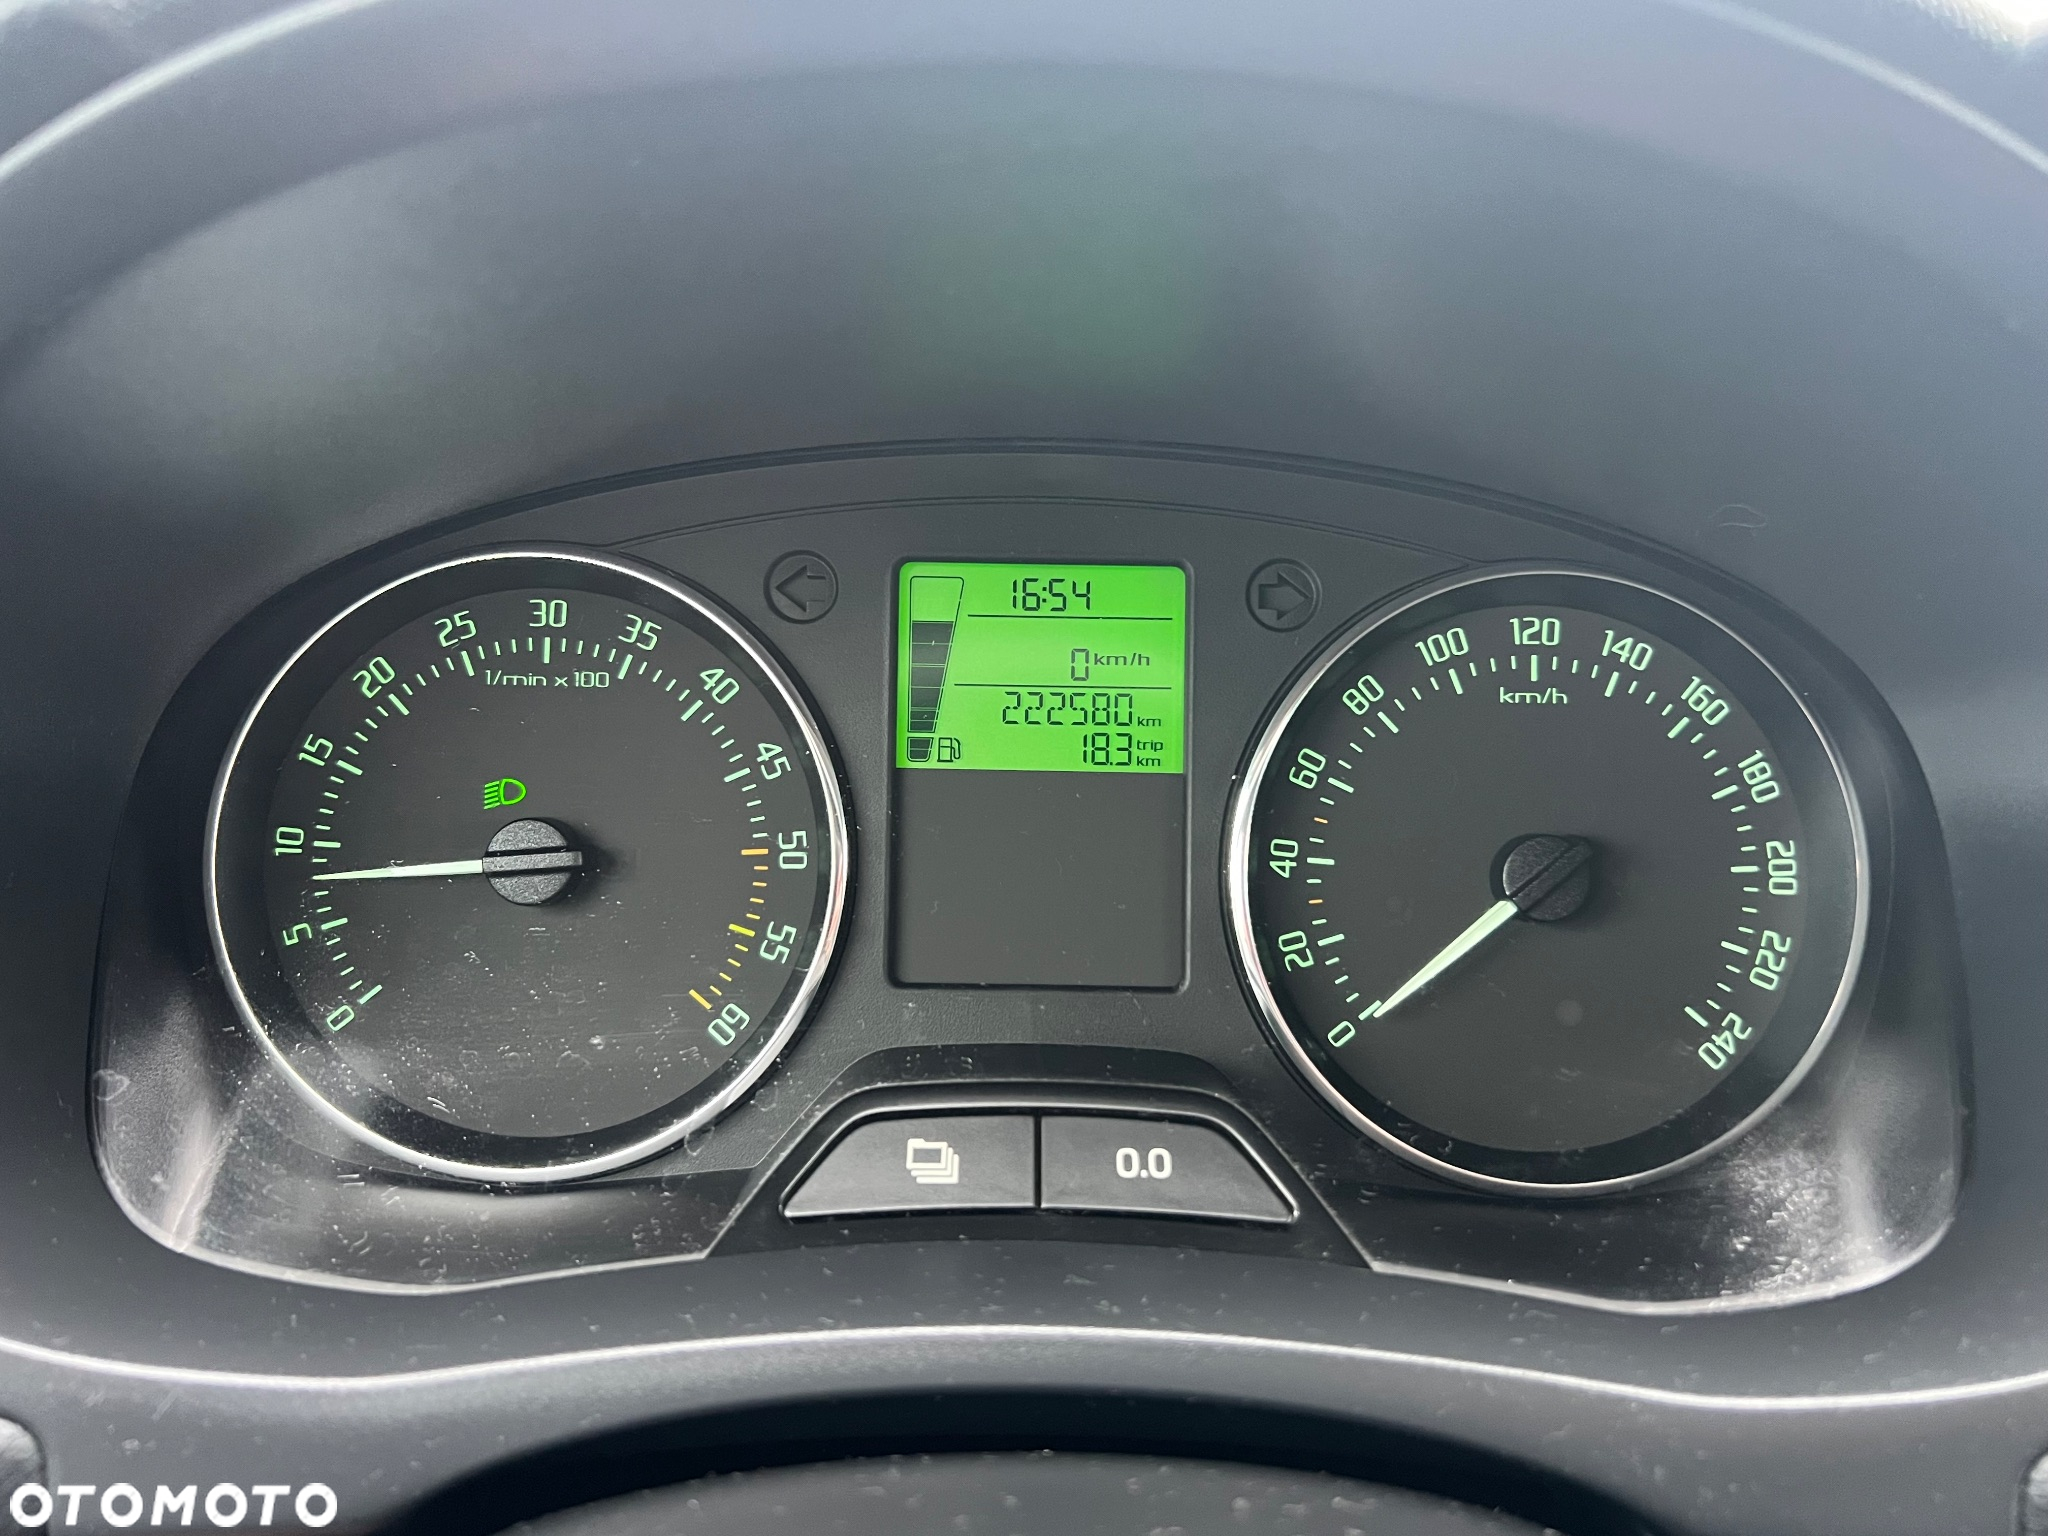 16:54
0 km/h
222580 km
18.3 trip km
0 5 10 15 20 25 30 35 40 45 50 55 60
1/min x 100
0 20 40 60 80 100 120 140 160 180 200 220 240
km/h
0.0
OTOMOTO